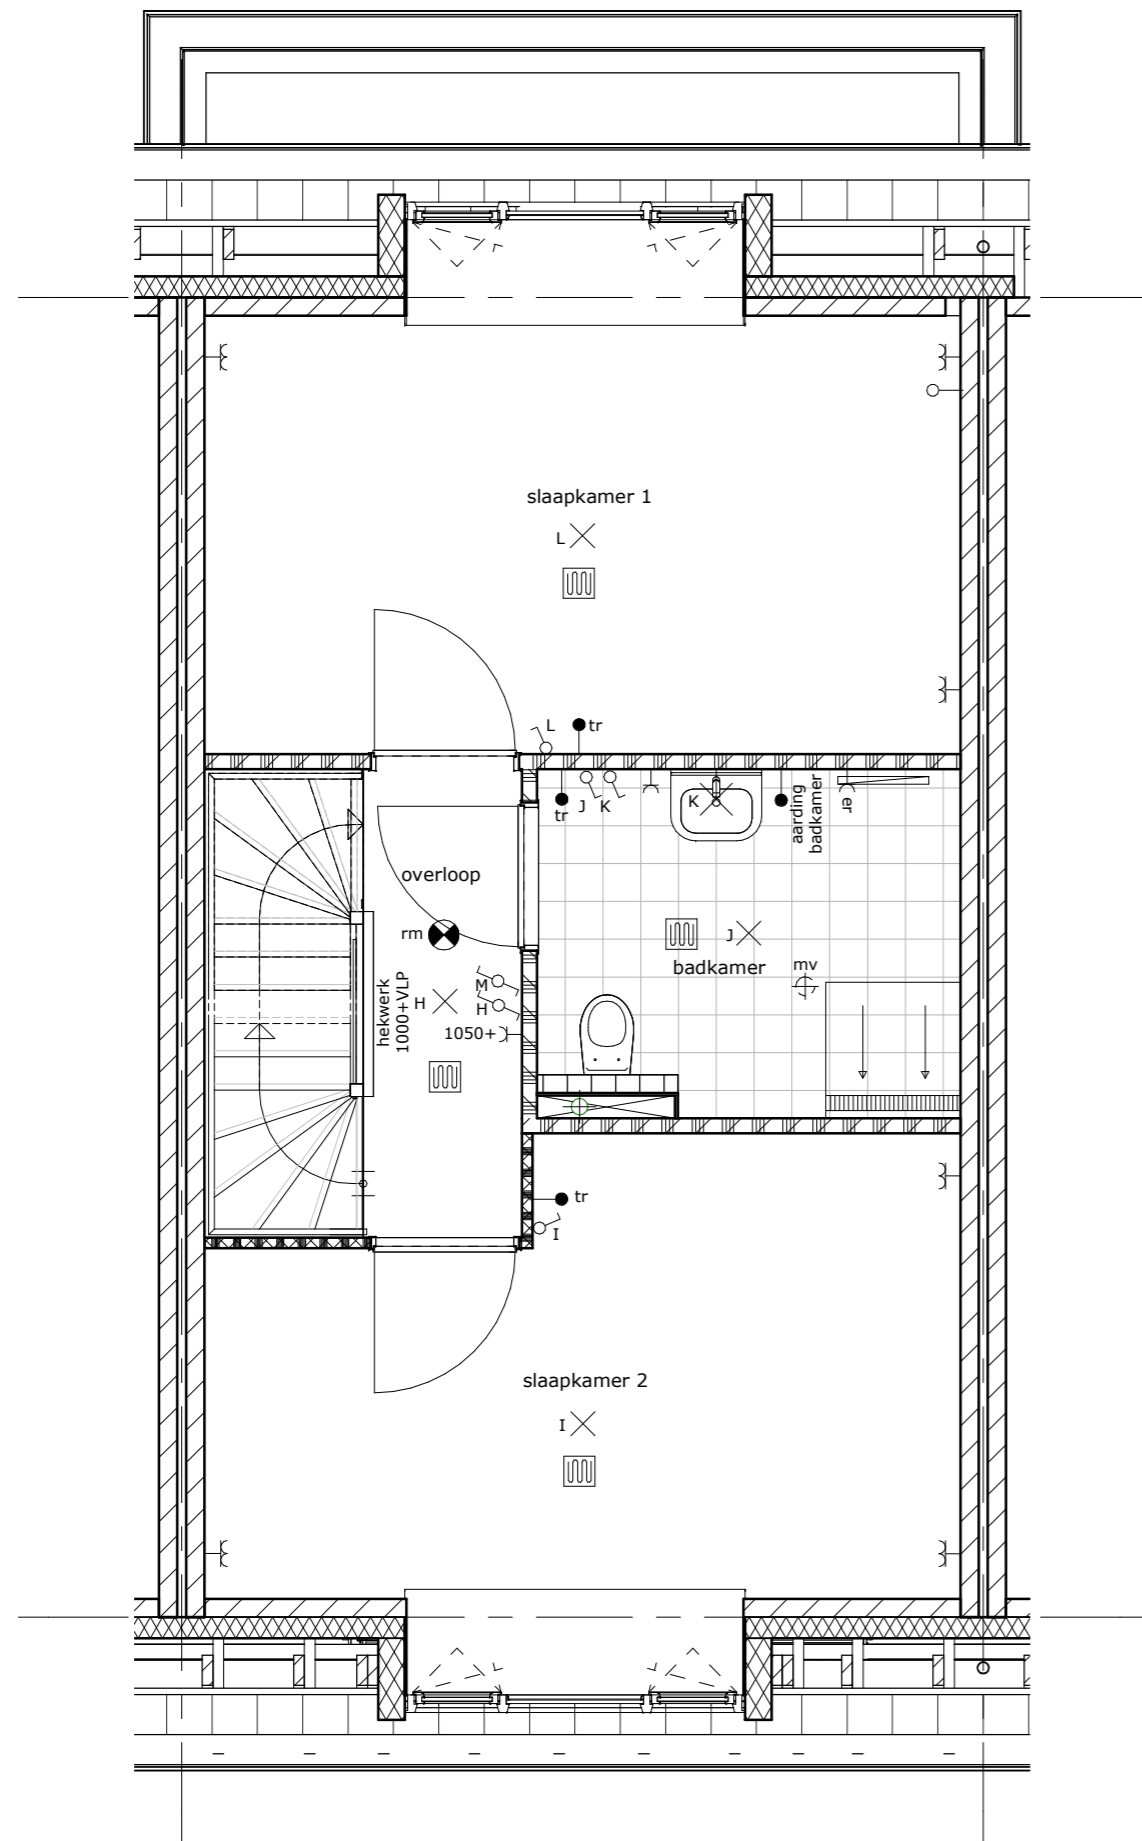 slaapkamer 1
L
L
tr
tr
J
K
K
aarding
badkamer
er
overloop
rm
J
badkamer
mv
M
H
H
1050+
hekwerk
1000+VLP
tr
I
slaapkamer 2
I